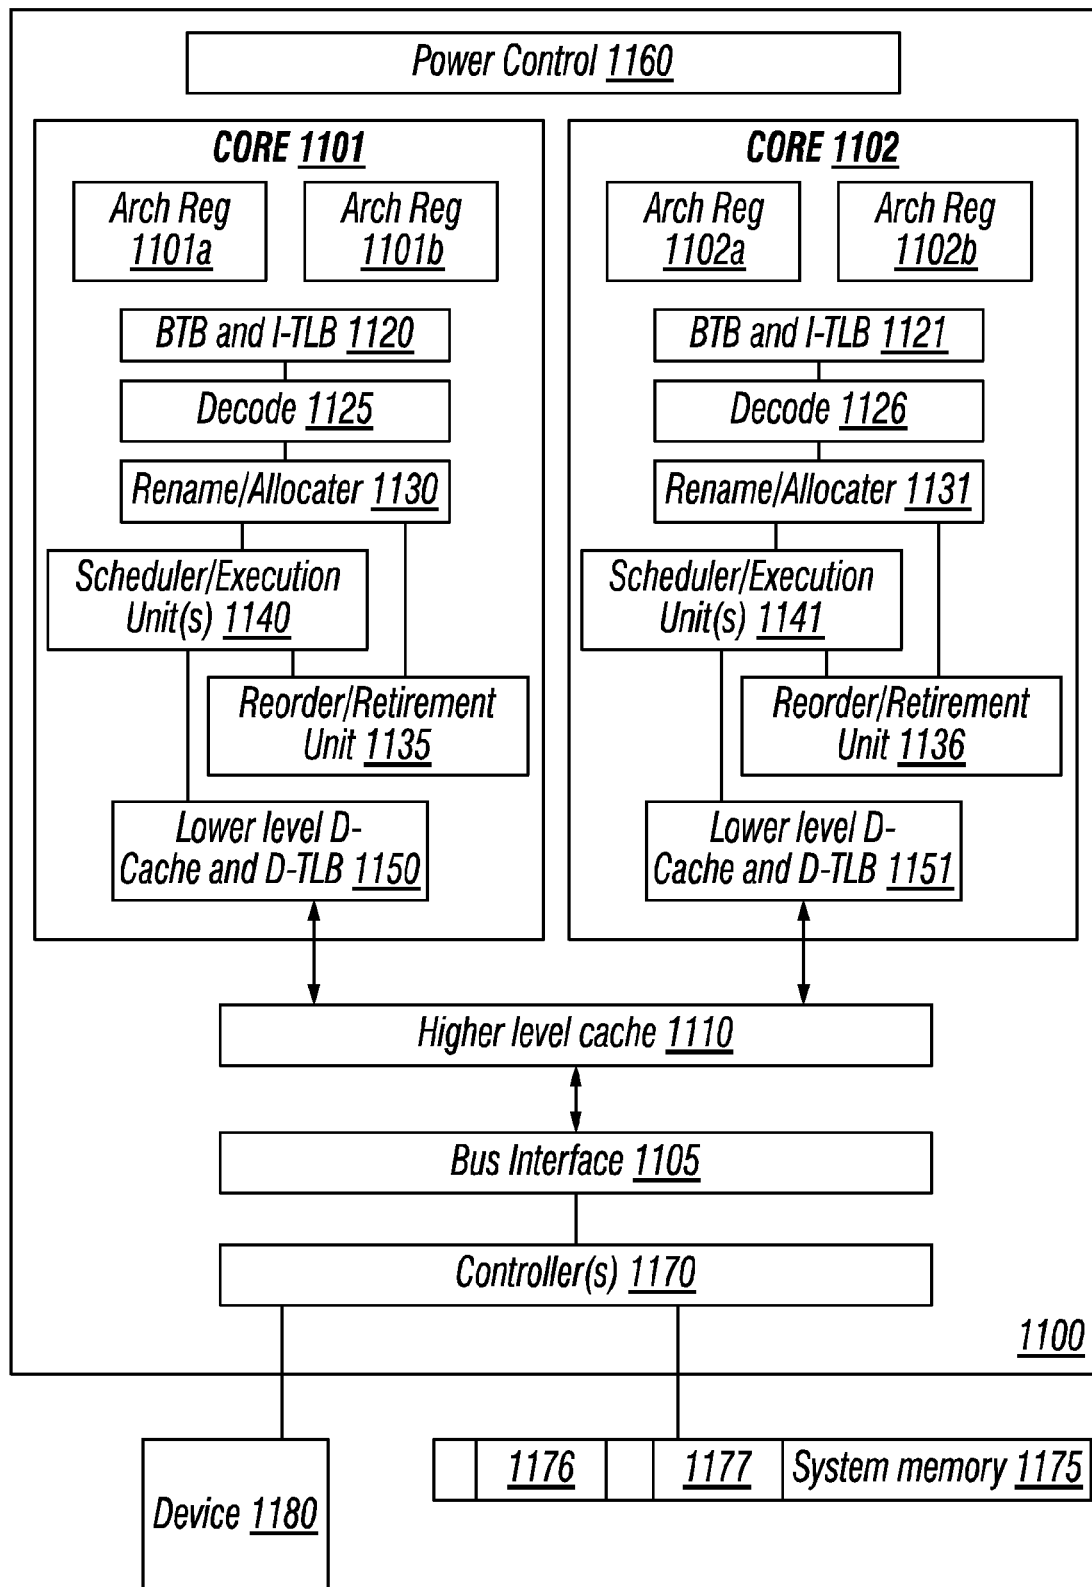 Power Control 1160
CORE 1101
Arch Reg
1101a
Arch Reg
1101b
BTB and I-TLB 1120
Decode 1125
Rename/Allocater 1130
Scheduler/Execution
Unit(s) 1140
Reorder/Retirement
Unit 1135
Lower level D-
Cache and D-TLB 1150
CORE 1102
Arch Reg
1102a
Arch Reg
1102b
BTB and I-TLB 1121
Decode 1126
Rename/Allocater 1131
Scheduler/Execution
Unit(s) 1141
Reorder/Retirement
Unit 1136
Lower level D-
Cache and D-TLB 1151
Higher level cache 1110
Bus Interface 1105
Controller(s) 1170
1100
Device 1180
1176
1177
System memory 1175